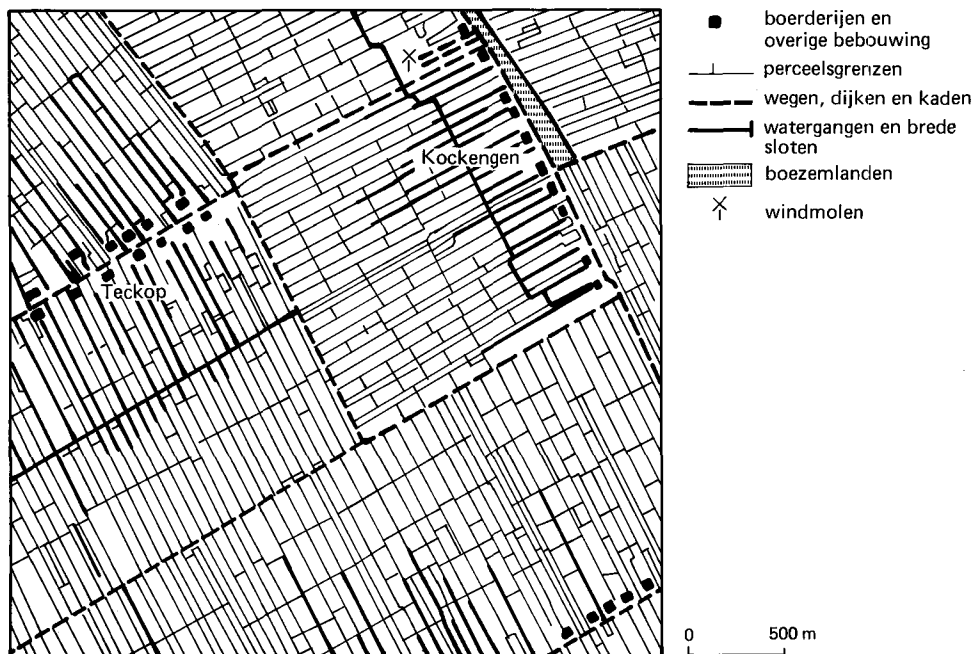 boerderijen en
overige bebouwing
perceelsgrenzen
wegen, dijken en kaden
watergangen en brede
sloten
boezemlanden
windmolen
Kockengen
Teckop
0 500 m